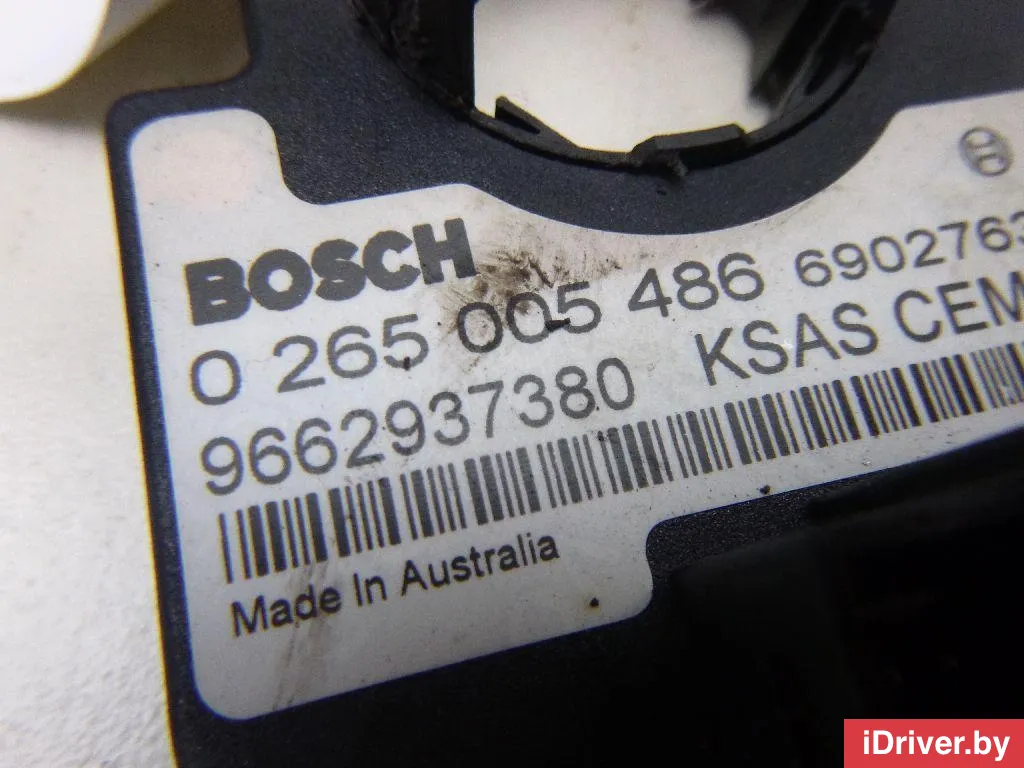 BOSCH
0 265 005 486 6902763
9662937380 KSAS CEM
Made In Australia
iDriver.by